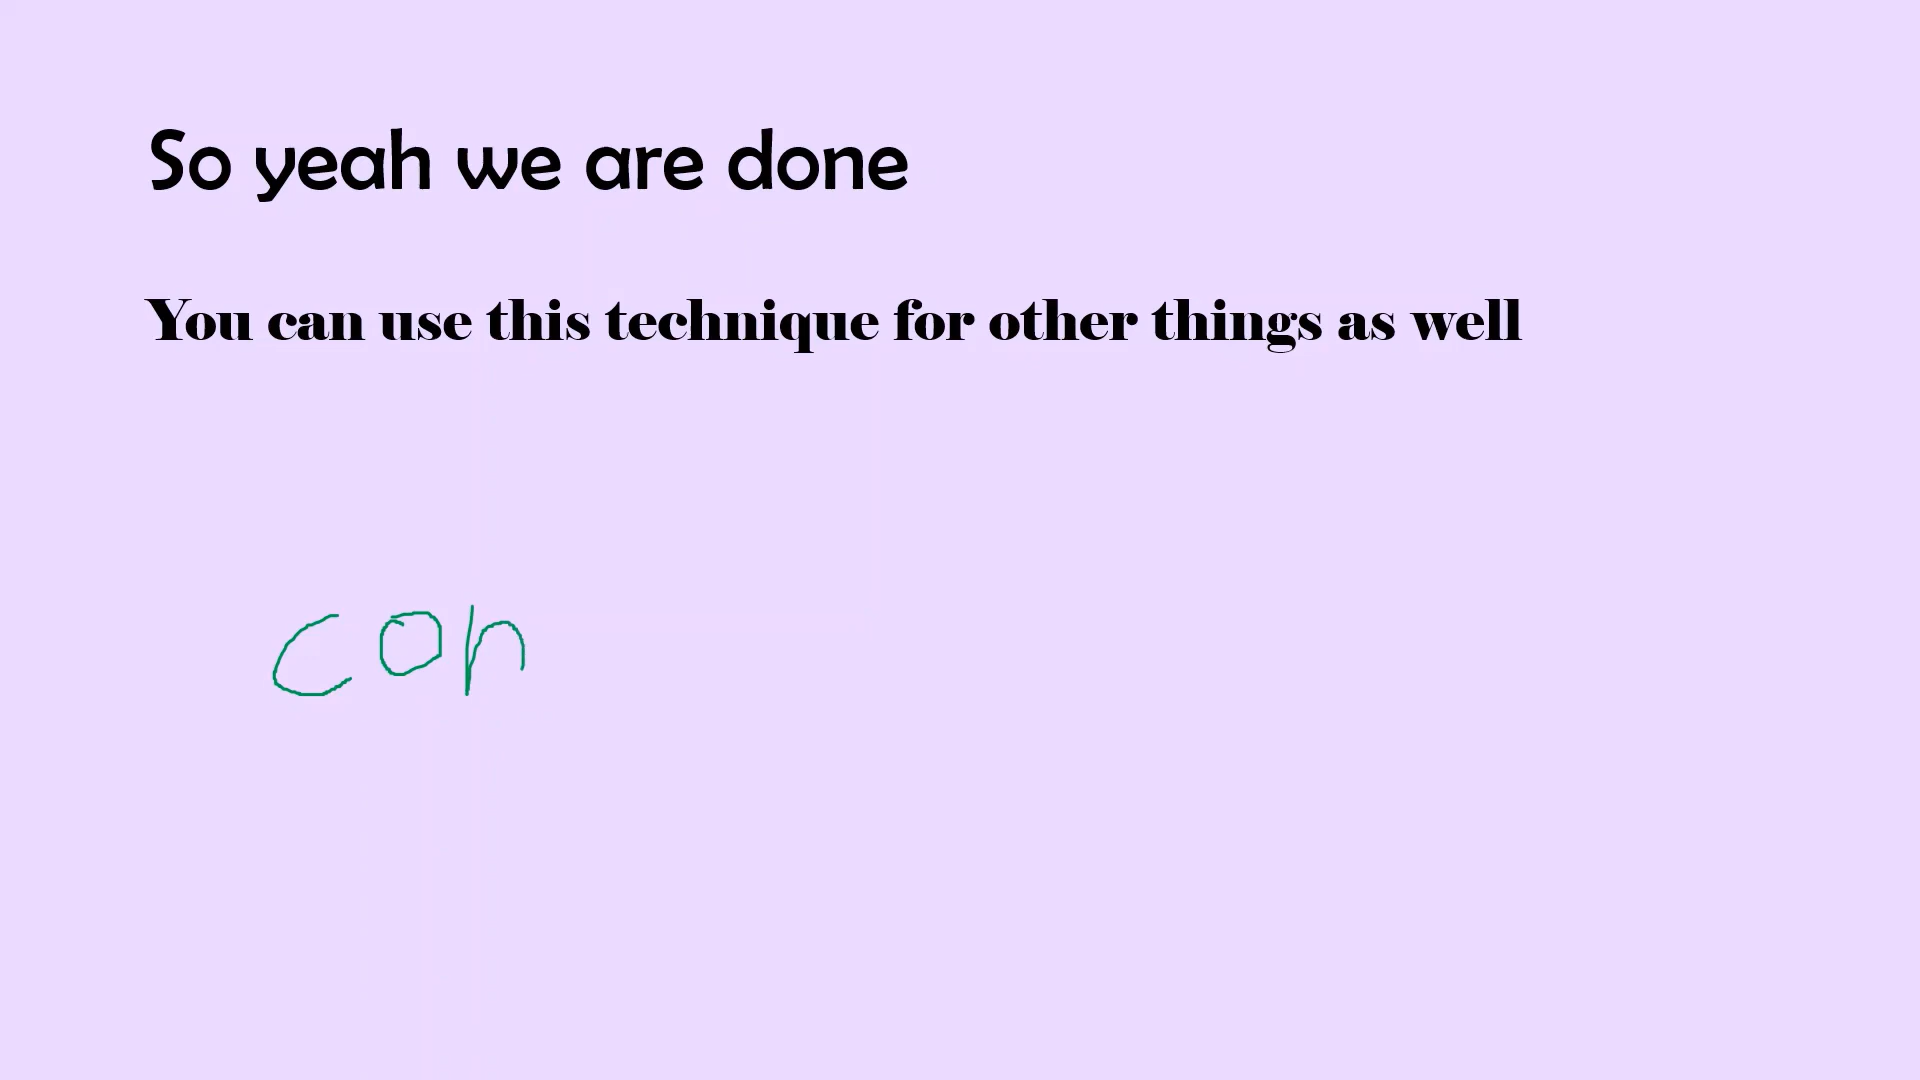 So yeah we are done
You can use this technique for other things as well
con